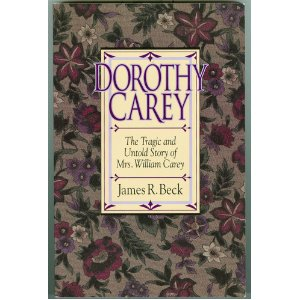 DOROTHY
CAREY
The Tragic and
Untold Story of
Mrs. William Carey
James R. Beck